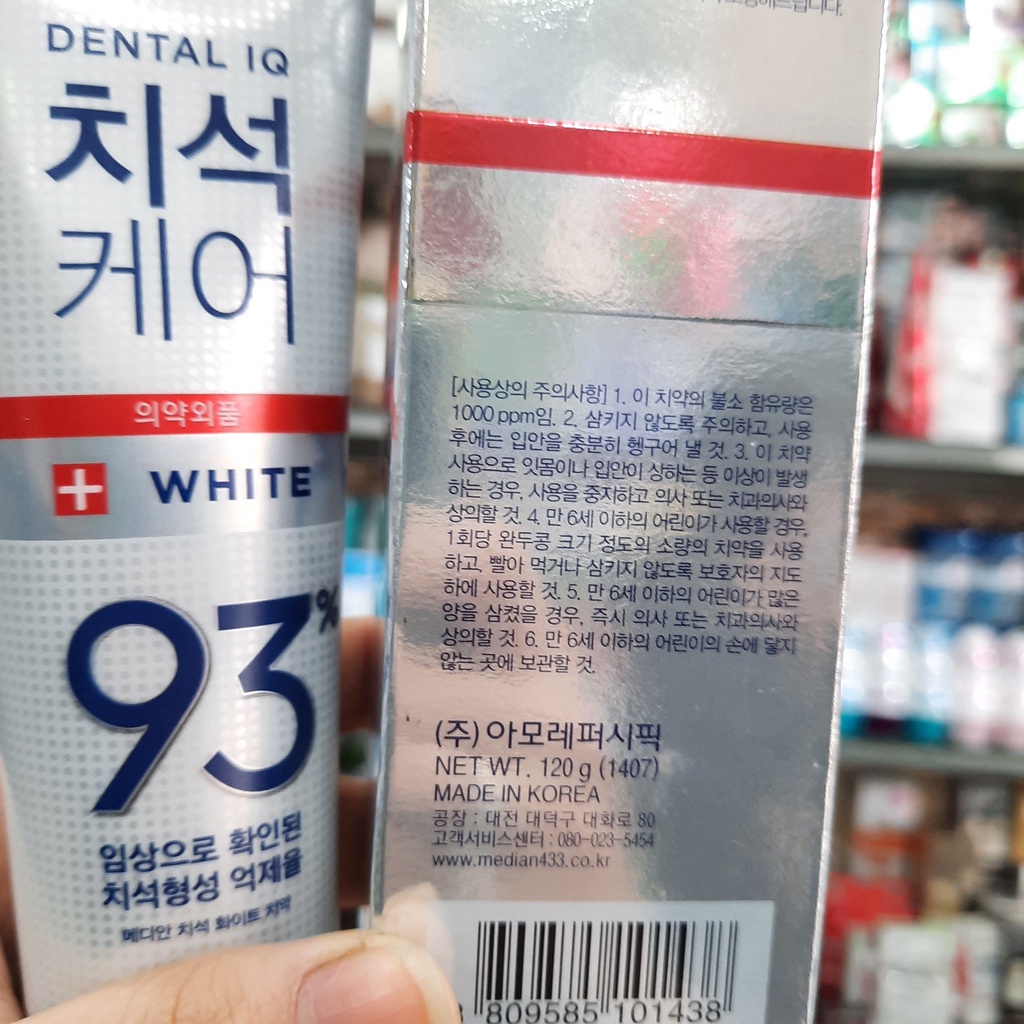 DENTAL IQ
치석
케어
의약외품
WHITE
93%
임상으로 확인된
치석형성 억제율
메디안 치석 화이트 치약
[사용상의 주의사항] 1. 이 치약의 불소 함유량은
1000 ppm임. 2. 삼키지 않도록 주의하고, 사용
후에는 입안을 충분히 헹구어 낼 것. 3. 이 치약
사용으로 잇몸이나 입안이 상하는 등 이상이 발생
하는 경우, 사용을 중지하고 의사 또는 치과의사와
상의할 것. 4. 만 6세 이하의 어린이가 사용할 경우,
1회당 완두콩 크기 정도의 소량의 치약을 사용
하고, 빨아 먹거나 삼키지 않도록 보호자의 지도
하에 사용할 것. 5. 만 6세 이하의 어린이가 많은
양을 삼켰을 경우, 즉시 의사 또는 치과의사와
상의할 것. 6. 만 6세 이하의 어린이의 손에 닿지
않는 곳에 보관할 것.
(주) 아모레퍼시픽
NET WT. 120 g (1407)
MADE IN KOREA
공장 : 대전 대덕구 대화로 80
고객서비스센터 : 080-023-5454
www.median433.co.kr
809585 101438